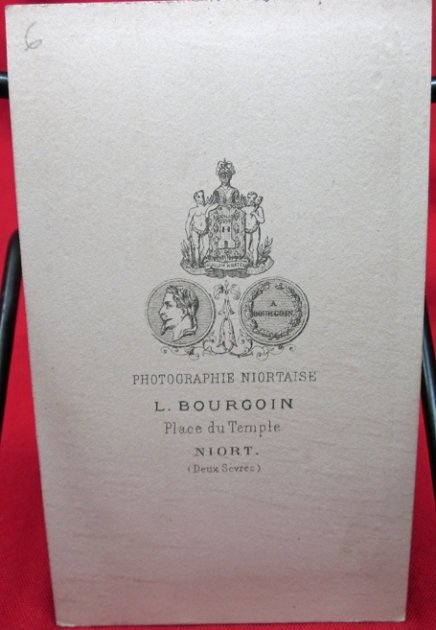 6
A
BOURGOIN
PHOTOGRAPHIE NIORTAISE
L. BOURGOIN
Place du Temple
NIORT.
(Deux Sevres)